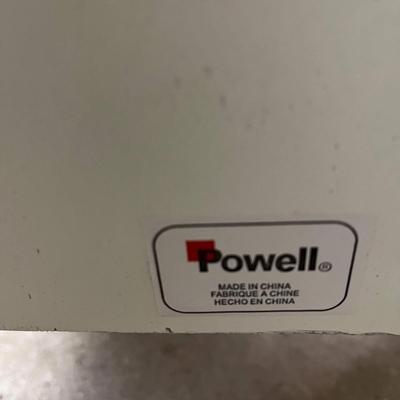 Powell®
MADE IN CHINA
FABRIQUE A CHINE
HECHO EN CHINA